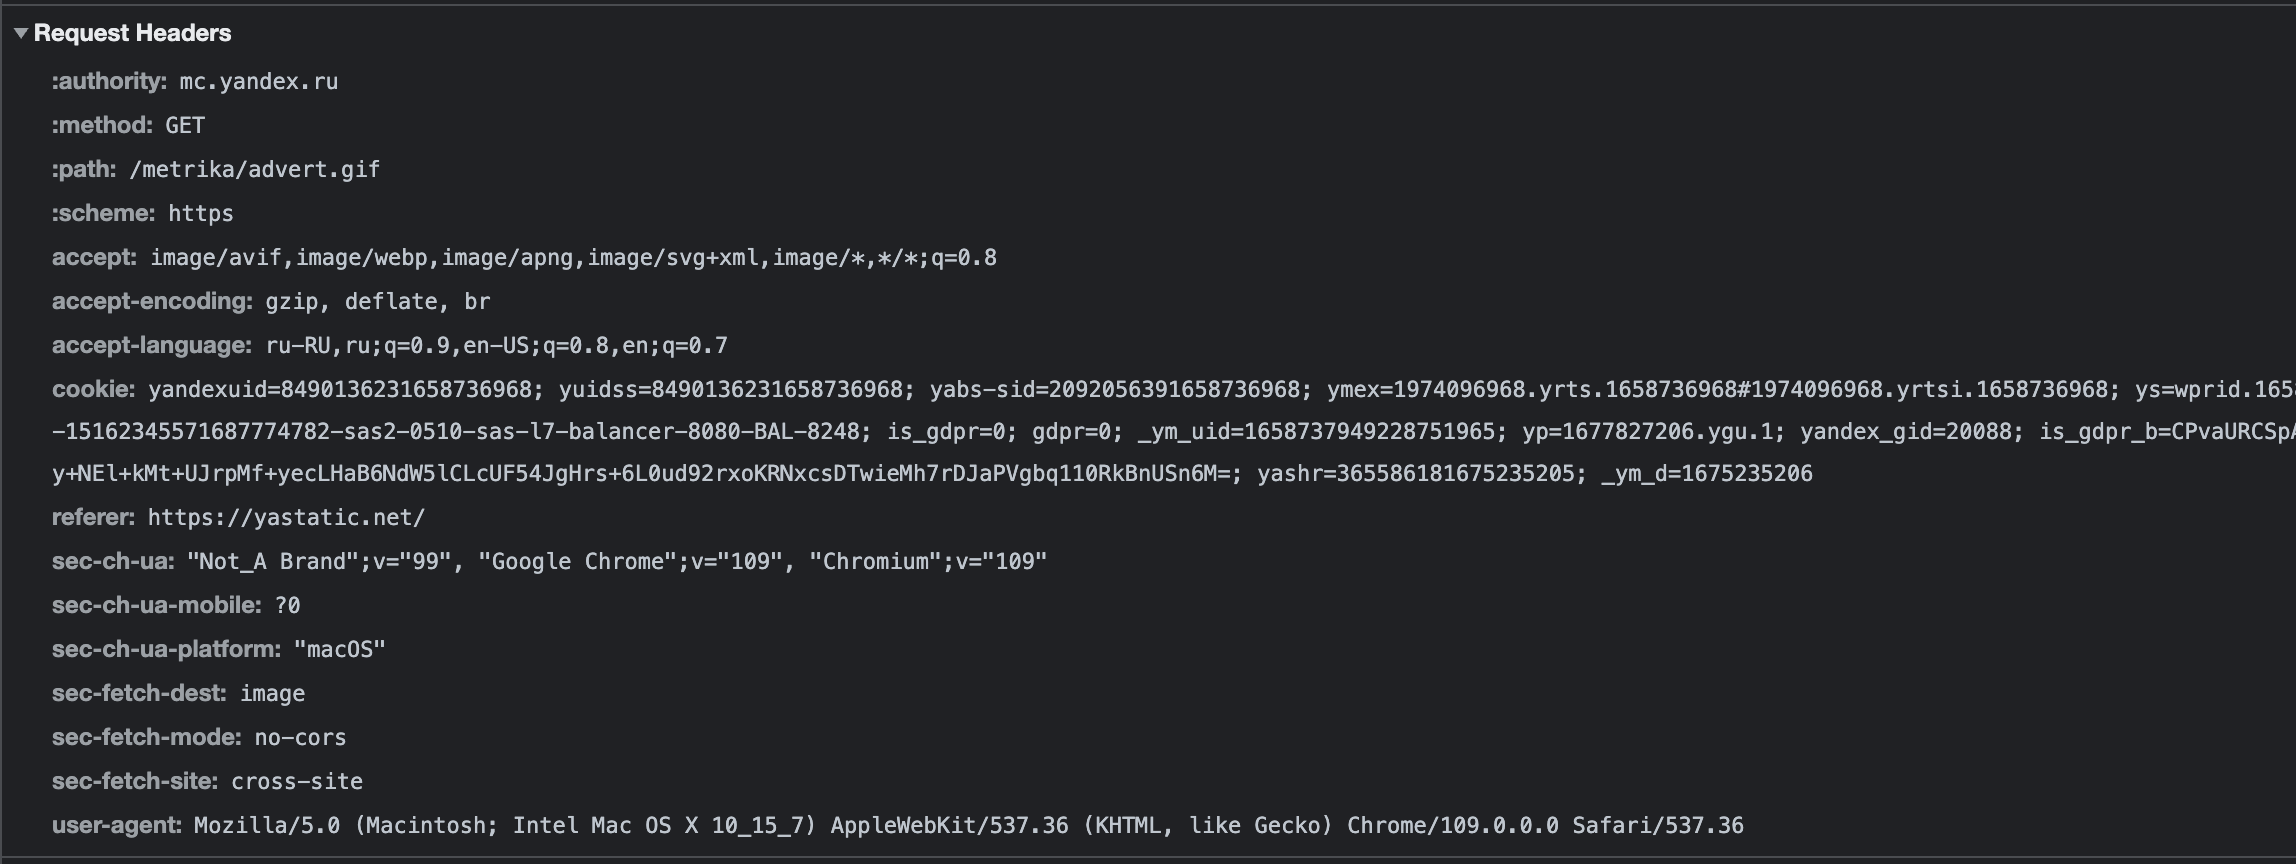 Request Headers
:authority: mc.yandex.ru
:method: GET
:path: /metrika/advert.gif
:scheme: https
accept: image/avif,image/webp,image/apng,image/svg+xml,image/*,*/*;q=0.8
accept-encoding: gzip, deflate, br
accept-language: ru-RU,ru;q=0.9,en-US;q=0.8,en;q=0.7
cookie: yandexuid=8490136231658736968; yuidss=8490136231658736968; yabs-sid=2092056391658736968; ymex=1974096968.yrts.1658736968#1974096968.yrtsi.1658736968; ys=wprid.165
-15162345571687774782-sas2-0510-sas-l7-balancer-8080-BAL-8248; is_gdpr=0; gdpr=0; _ym_uid=1658737949228751965; yp=1677827206.ygu.1; yandex_gid=20088; is_gdpr_b=CPvaURCSpA
y+NEl+kMt+UJrpMf+yecLHaB6NdW5lCLcUF54JgHrs+6L0ud92rxoKRNxcsDTwieMh7rDJaPVgbq110RkBnUSn6M=; yashr=365586181675235205; _ym_d=1675235206
referer: https://yastatic.net/
sec-ch-ua: "Not_A Brand";v="99", "Google Chrome";v="109", "Chromium";v="109"
sec-ch-ua-mobile: ?0
sec-ch-ua-platform: "macOS"
sec-fetch-dest: image
sec-fetch-mode: no-cors
sec-fetch-site: cross-site
user-agent: Mozilla/5.0 (Macintosh; Intel Mac OS X 10_15_7) AppleWebKit/537.36 (KHTML, like Gecko) Chrome/109.0.0.0 Safari/537.36